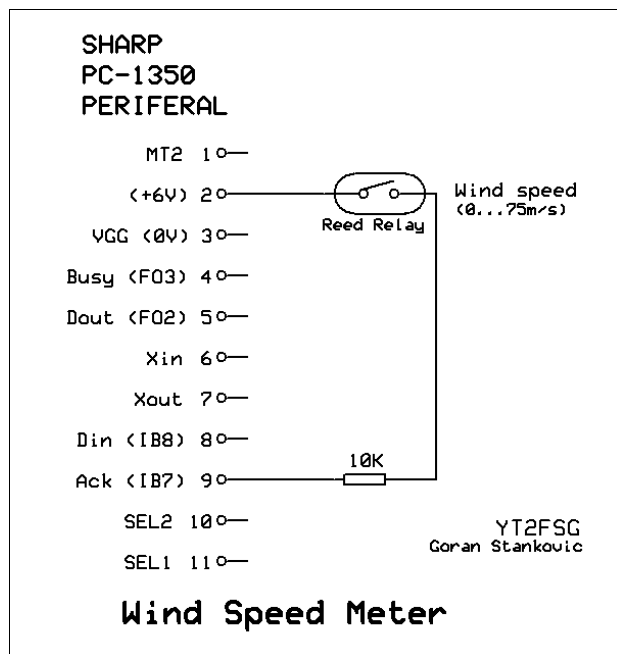 SHARP
PC-1350
PERIFERAL
MT2 1
(+6V) 2
Wind speed
(0...75m/s)
Reed Relay
VGG (0V) 3
Busy (FO3) 4
Dout (FO2) 5
Xin 6
Xout 7
Din (IB8) 8
10K
Ack (IB7) 9
SEL2 10
YT2FSG
Goran Stankovic
SEL1 11
Wind Speed Meter